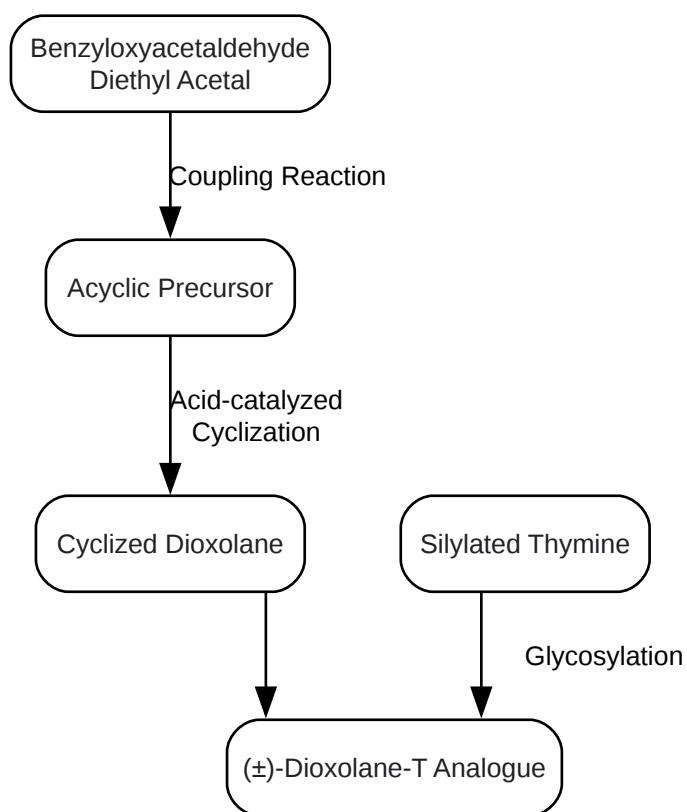 Benzyloxyacetaldehyde
Diethyl Acetal
Coupling Reaction
Acyclic Precursor
Acid-catalyzed
Cyclization
Cyclized Dioxolane
Silylated Thymine
Glycosylation
(±)-Dioxolane-T Analogue